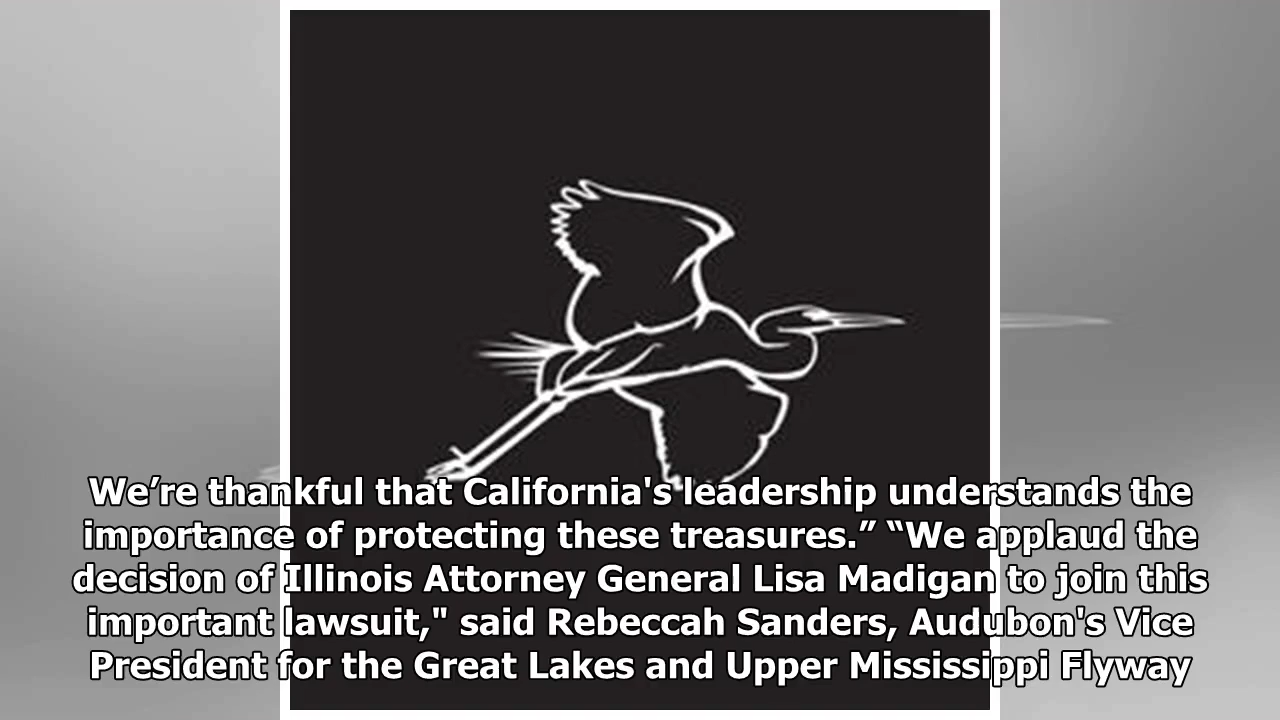 We’re thankful that California's leadership understands the
importance of protecting these treasures.” “We applaud the
decision of Illinois Attorney General Lisa Madigan to join this
important lawsuit," said Rebeccah Sanders, Audubon's Vice
President for the Great Lakes and Upper Mississippi Flyway